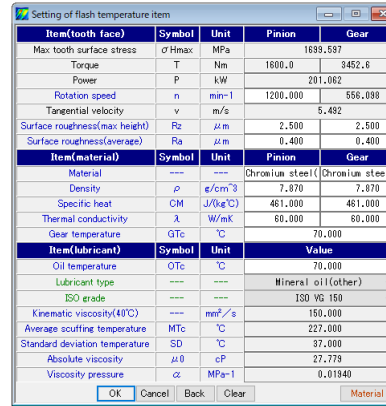 Setting of flash temperature item
Item(tooth face) Symbol Unit Pinion Gear
Max tooth surface stress σHmax MPa 1699.597
Torque T Nm 1600.0 3452.6
Power P kW 201.062
Rotation speed n min-1 1200.000 556.098
Tangential velocity v m/s 5.492
Surface roughness(max height) Rz μm 2.500 2.500
Surface roughness(average) Ra μm 0.400 0.400
Item(material) Symbol Unit Pinion Gear
Material --- --- Chromium steel( Chromium stee
Density ρ g/cm^3 7.870 7.870
Specific heat CM J/(kg℃) 461.000 461.000
Thermal conductivity λ W/mK 60.000 60.000
Gear temperature GTc ℃ 70.000
Item(lubricant) Symbol Unit Value
Oil temperature OTc ℃ 70.000
Lubricant type --- --- Mineral oil(other)
ISO grade --- --- ISO VG 150
Kinematic viscosity(40℃) --- mm²/s 150.000
Average scuffing temperature MTc ℃ 227.000
Standard deviation temperature SD ℃ 37.000
Absolute viscosity μ0 cP 27.779
Viscosity pressure α MPa-1 0.01940
OK Cancel Back Clear Material